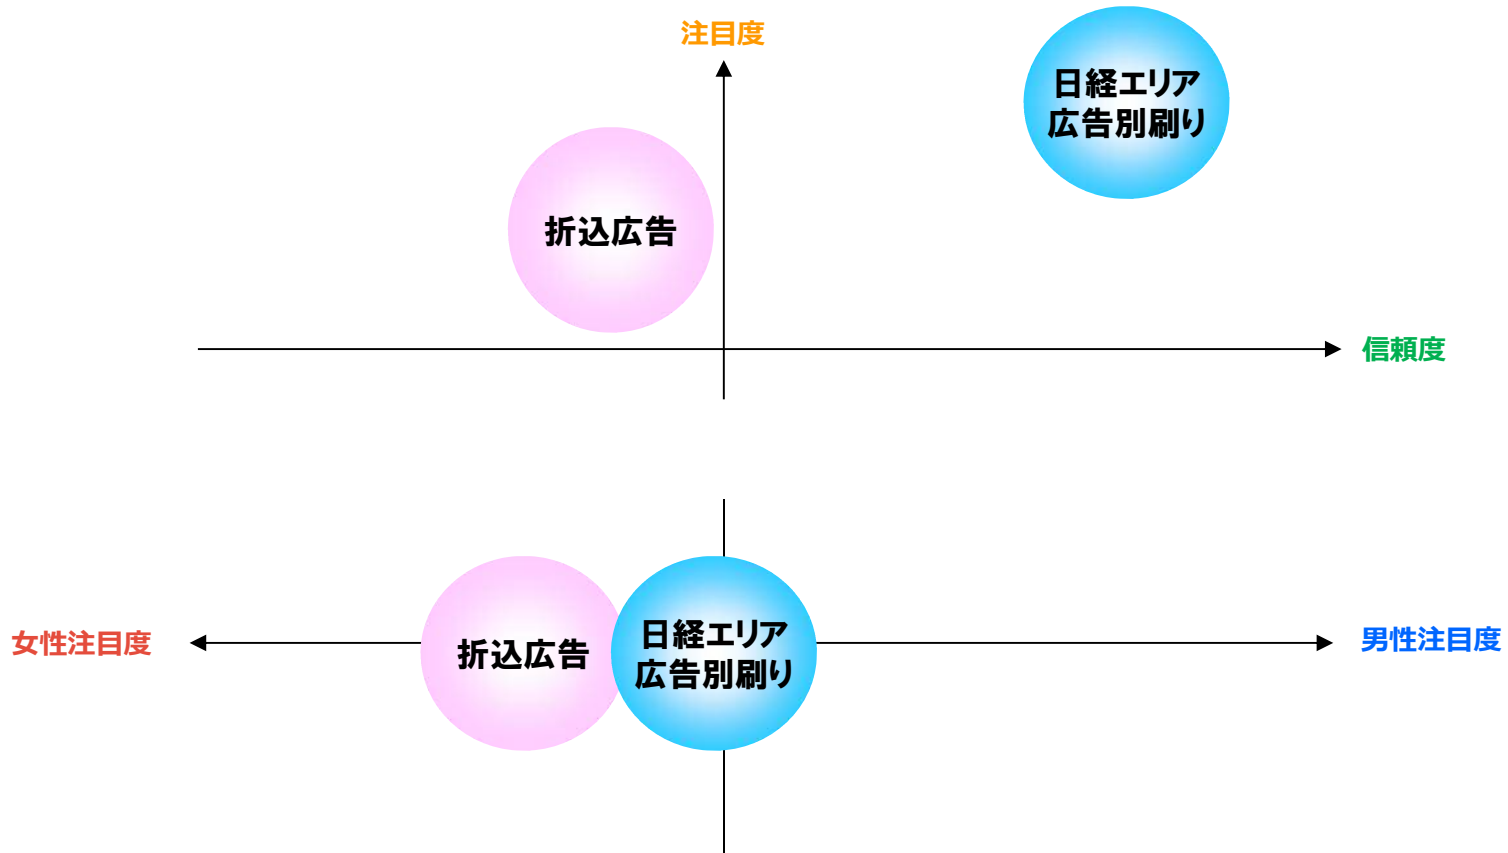 注目度
日経エリア
広告別刷り
折込広告
信頼度
女性注目度
折込広告
日経エリア
広告別刷り
男性注目度